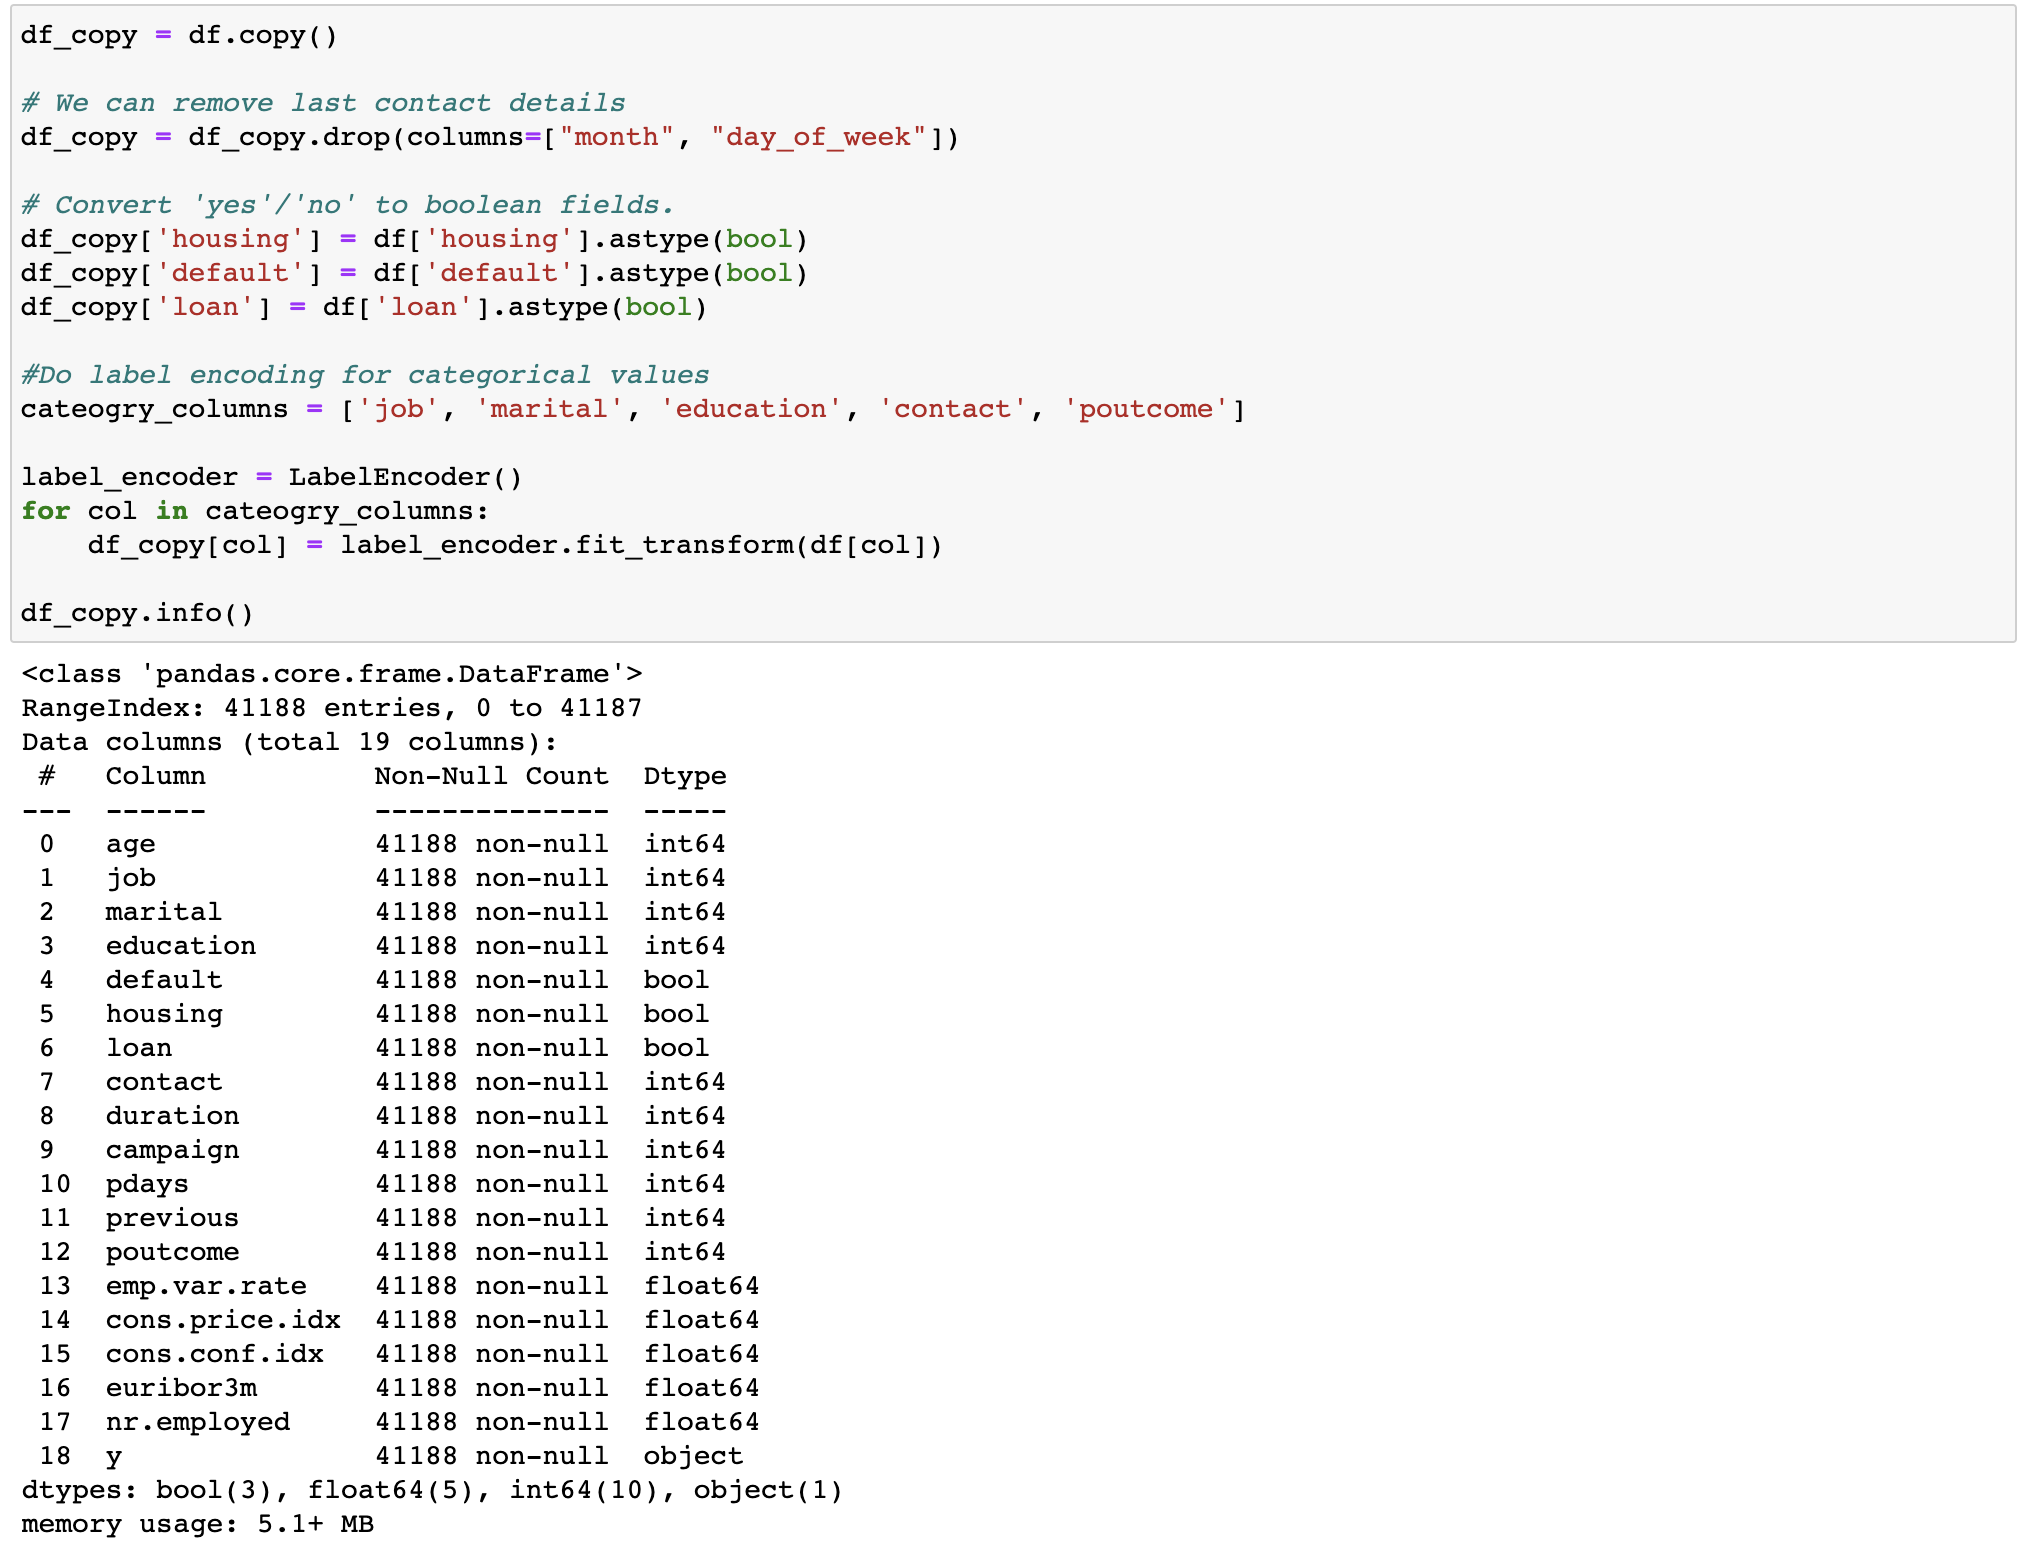 df_copy = df.copy()
# We can remove last contact details
df_copy = df_copy.drop(columns=["month", "day_of_week"])
# Convert 'yes'/'no' to boolean fields.
df_copy['housing'] = df['housing'].astype(bool)
df_copy['default'] = df['default'].astype(bool)
df_copy['loan'] = df['loan'].astype(bool)
#Do label encoding for categorical values
cateogry_columns = ['job', 'marital', 'education', 'contact', 'poutcome']
label_encoder = LabelEncoder()
for col in cateogry_columns:
    df_copy[col] = label_encoder.fit_transform(df[col])
df_copy.info()
<class 'pandas.core.frame.DataFrame'>
RangeIndex: 41188 entries, 0 to 41187
Data columns (total 19 columns):
 #   Column          Non-Null Count  Dtype
---  ------          --------------  -----
 0   age             41188 non-null  int64
 1   job             41188 non-null  int64
 2   marital         41188 non-null  int64
 3   education       41188 non-null  int64
 4   default         41188 non-null  bool
 5   housing         41188 non-null  bool
 6   loan            41188 non-null  bool
 7   contact         41188 non-null  int64
 8   duration        41188 non-null  int64
 9   campaign        41188 non-null  int64
 10  pdays           41188 non-null  int64
 11  previous        41188 non-null  int64
 12  poutcome        41188 non-null  int64
 13  emp.var.rate    41188 non-null  float64
 14  cons.price.idx  41188 non-null  float64
 15  cons.conf.idx   41188 non-null  float64
 16  euribor3m       41188 non-null  float64
 17  nr.employed     41188 non-null  float64
 18  y               41188 non-null  object
dtypes: bool(3), float64(5), int64(10), object(1)
memory usage: 5.1+ MB